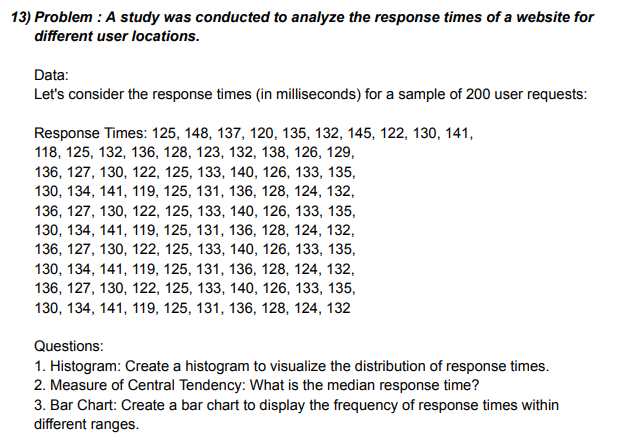 13) Problem : A study was conducted to analyze the response times of a website for
different user locations.
Data:
Let's consider the response times (in milliseconds) for a sample of 200 user requests:
Response Times: 125, 148, 137, 120, 135, 132, 145, 122, 130, 141,
118, 125, 132, 136, 128, 123, 132, 138, 126, 129,
136, 127, 130, 122, 125, 133, 140, 126, 133, 135,
130, 134, 141, 119, 125, 131, 136, 128, 124, 132,
136, 127, 130, 122, 125, 133, 140, 126, 133, 135,
130, 134, 141, 119, 125, 131, 136, 128, 124, 132,
136, 127, 130, 122, 125, 133, 140, 126, 133, 135,
130, 134, 141, 119, 125, 131, 136, 128, 124, 132,
136, 127, 130, 122, 125, 133, 140, 126, 133, 135,
130, 134, 141, 119, 125, 131, 136, 128, 124, 132
Questions:
1. Histogram: Create a histogram to visualize the distribution of response times.
2. Measure of Central Tendency: What is the median response time?
3. Bar Chart: Create a bar chart to display the frequency of response times within
different ranges.